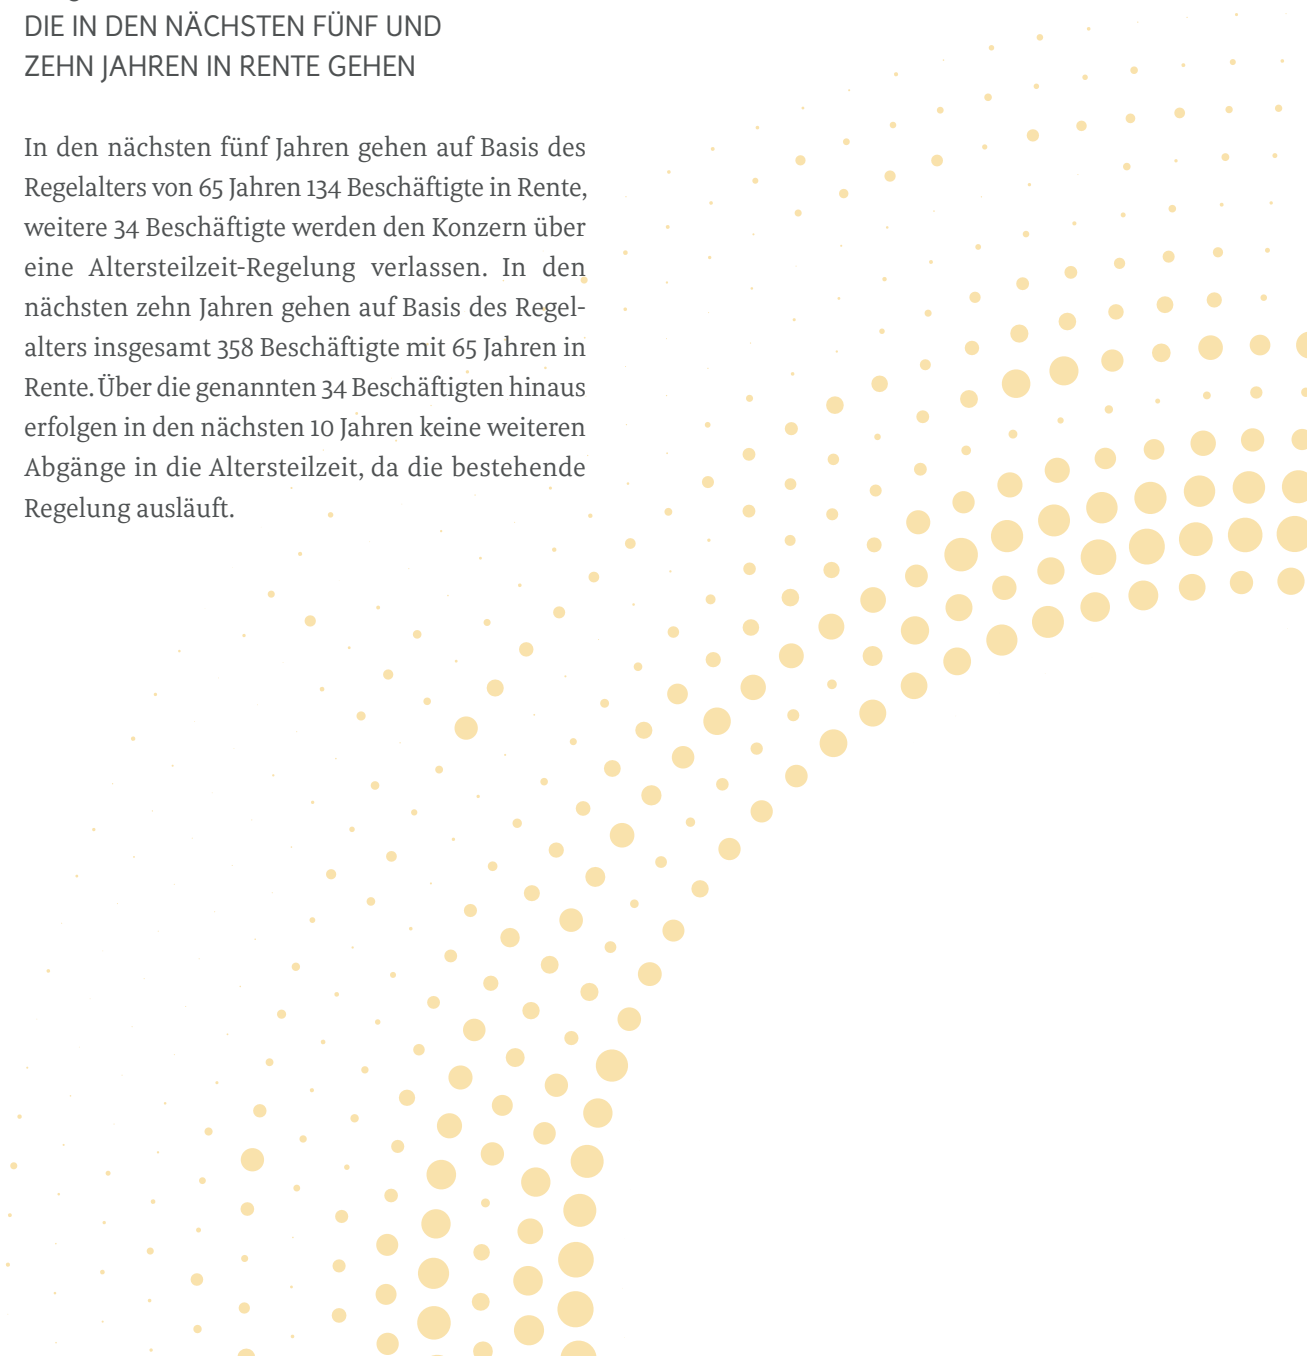 DIE IN DEN NÄCHSTEN FÜNF UND
ZEHN JAHREN IN RENTE GEHEN
In den nächsten fünf Jahren gehen auf Basis des
Regelalters von 65 Jahren 134 Beschäftigte in Rente,
weitere 34 Beschäftigte werden den Konzern über
eine Altersteilzeit-Regelung verlassen. In den
nächsten zehn Jahren gehen auf Basis des Regel-
alters insgesamt 358 Beschäftigte mit 65 Jahren in
Rente. Über die genannten 34 Beschäftigten hinaus
erfolgen in den nächsten 10 Jahren keine weiteren
Abgänge in die Altersteilzeit, da die bestehende
Regelung ausläuft.